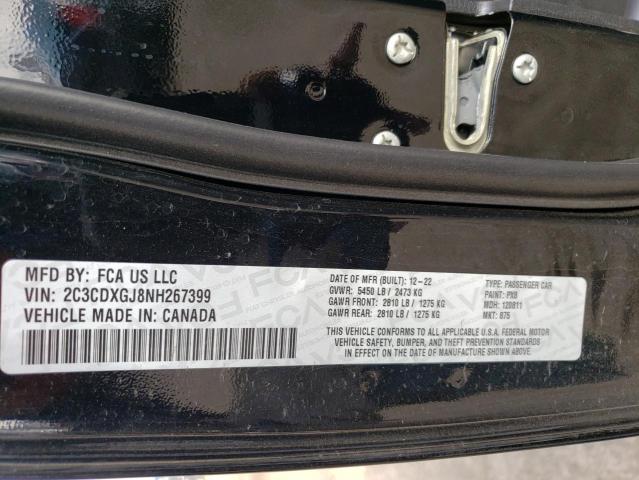 MFD BY: FCA US LLC
VIN: 2C3CDXGJ8NH267399
VEHICLE MADE IN: CANADA
DATE OF MFR (BUILT): 12-22
GVWR: 5450 LB / 2473 KG
GAWR FRONT: 2810 LB / 1275 KG
GAWR REAR: 2810 LB / 1275 KG
TYPE: PASSENGER CAR
PAINT: PX8
MDH: 120811
MKT: 875
THIS VEHICLE CONFORMS TO ALL APPLICABLE U.S.A. FEDERAL MOTOR
VEHICLE SAFETY, BUMPER, AND THEFT PREVENTION STANDARDS
IN EFFECT ON THE DATE OF MANUFACTURE SHOWN ABOVE.